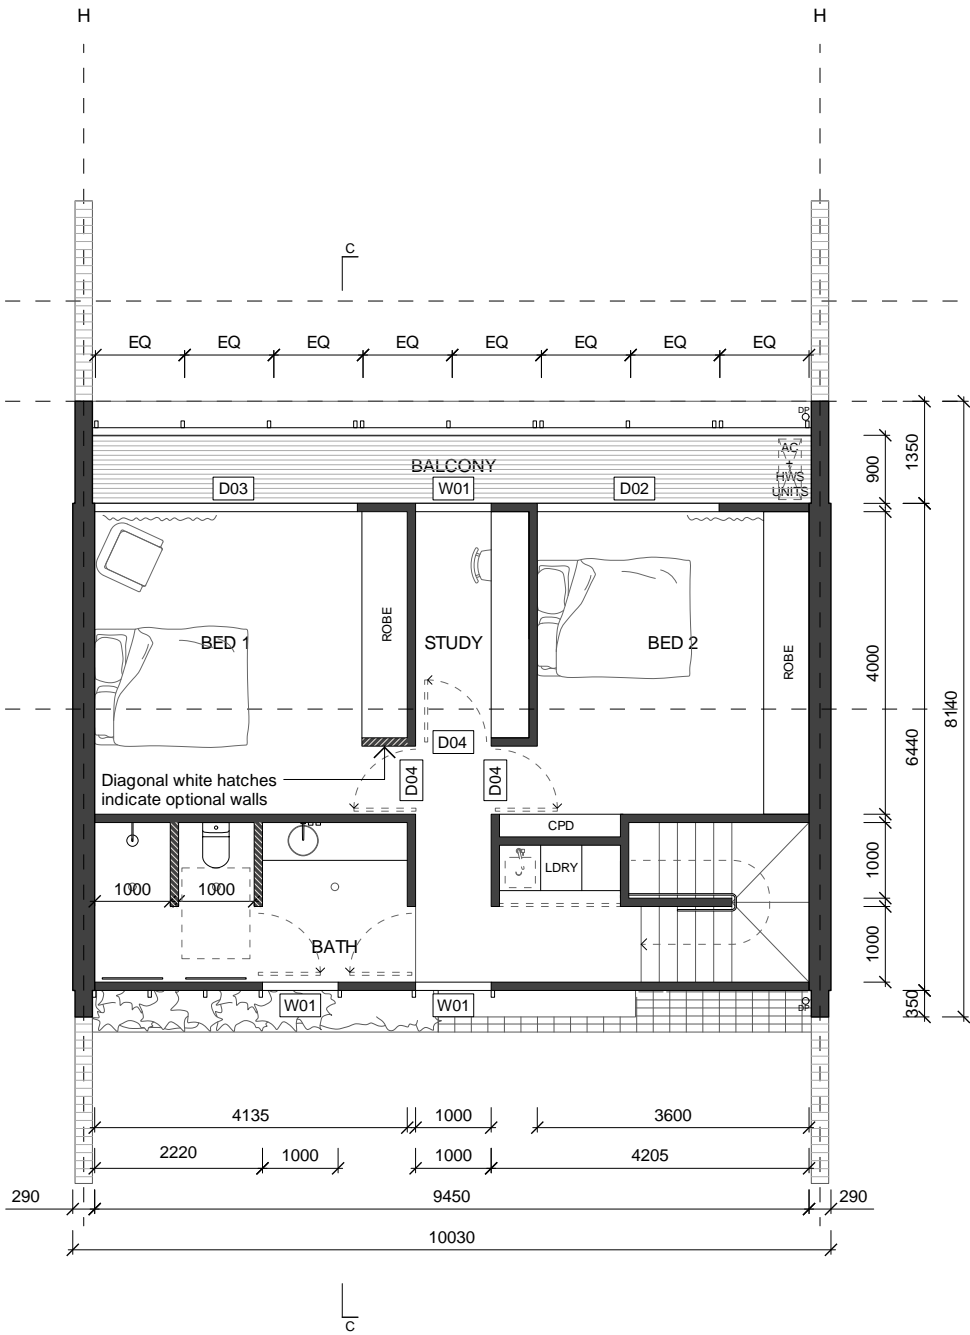 H
H
C
EQ
EQ
EQ
EQ
EQ
EQ
EQ
EQ
DP
AC
+
HWS
UNITS
BALCONY
D03
W01
D02
900
1350
BED 1
ROBE
STUDY
BED 2
ROBE
4000
6440
8140
D04
D04
D04
Diagonal white hatches
indicate optional walls
CPD
LDRY
1000
1000
1000
BATH
1000
W01
W01
DP
350
4135
1000
3600
2220
1000
1000
4205
290
9450
290
10030
C